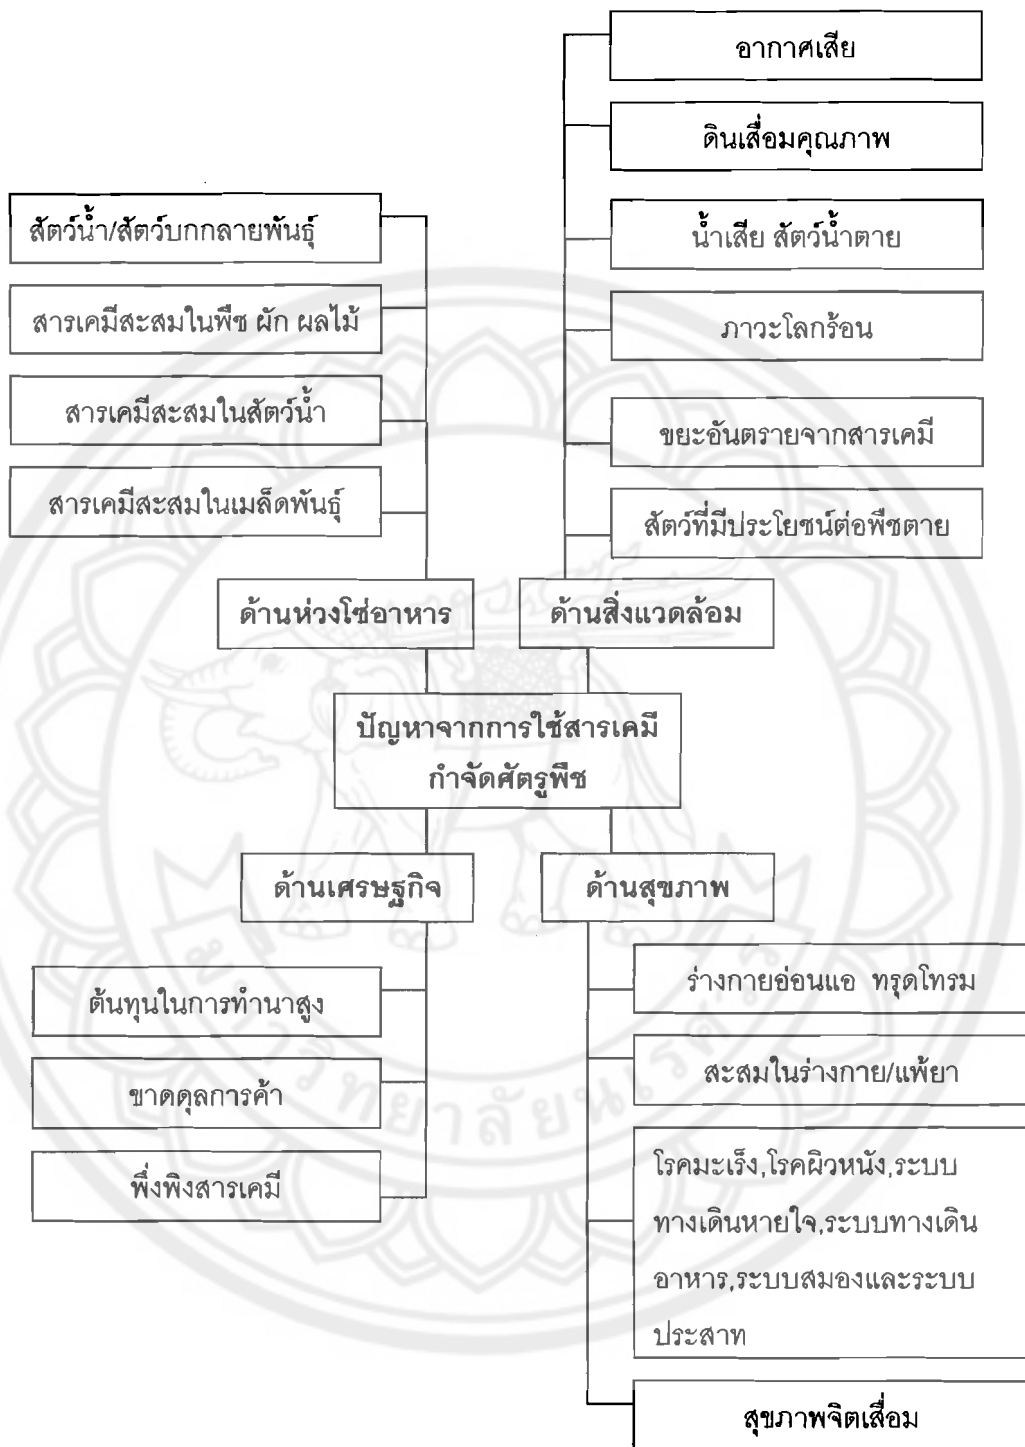 อากาศเสีย
ดินเสื่อมคุณภาพ
น้ำเสีย สัตว์น้ำตาย
ภาวะโลกร้อน
ขยะอันตรายจากสารเคมี
สัตว์ที่มีประโยชน์ต่อพืชตาย
สัตว์น้ำ/สัตว์บกกลายพันธุ์
สารเคมีสะสมในพืช ผัก ผลไม้
สารเคมีสะสมในสัตว์น้ำ
สารเคมีสะสมในเมล็ดพันธุ์
ด้านห่วงโซ่อาหาร
ด้านสิ่งแวดล้อม
ปัญหาจากการใช้สารเคมี
กำจัดศัตรูพืช
ด้านเศรษฐกิจ
ด้านสุขภาพ
ต้นทุนในการทำนาสูง
ขาดดุลการค้า
พึ่งพิงสารเคมี
ร่างกายอ่อนแอ ทรุดโทรม
สะสมในร่างกาย/แพ้ยา
โรคมะเร็ง,โรคผิวหนัง,ระบบ
ทางเดินหายใจ,ระบบทางเดิน
อาหาร,ระบบสมองและระบบ
ประสาท
สุขภาพจิตเสื่อม